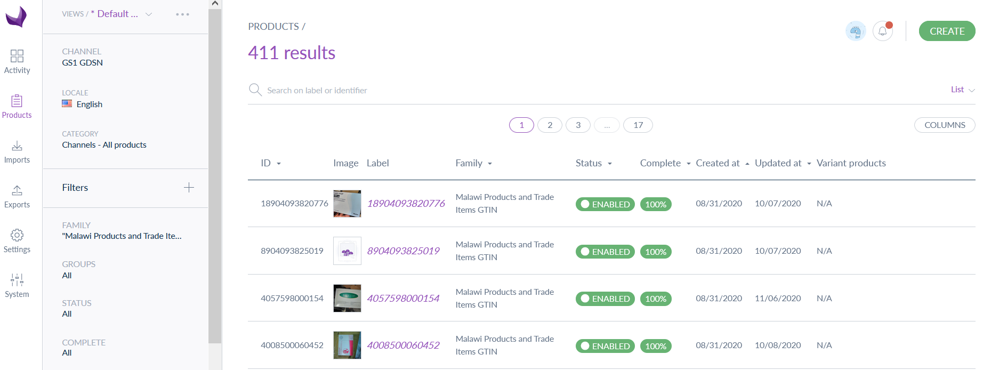 VIEWS / * Default ...
Activity
Products
Imports
Exports
Settings
System
CHANNEL
GS1 GDSN
LOCALE
English
CATEGORY
Channels - All products
Filters
FAMILY
"Malawi Products and Trade Ite...
GROUPS
All
STATUS
All
COMPLETE
All
PRODUCTS /
411 results
CREATE
Search on label or identifier
List
1 2 3 ... 17
COLUMNS
ID Image Label Family Status Complete Created at Updated at Variant products
18904093820776 18904093820776 Malawi Products and Trade Items GTIN ENABLED 100% 08/31/2020 10/07/2020 N/A
8904093825019 8904093825019 Malawi Products and Trade Items GTIN ENABLED 100% 08/31/2020 10/07/2020 N/A
4057598000154 4057598000154 Malawi Products and Trade Items GTIN ENABLED 100% 08/31/2020 11/06/2020 N/A
4008500060452 4008500060452 Malawi Products and Trade Items GTIN ENABLED 100% 08/31/2020 10/08/2020 N/A